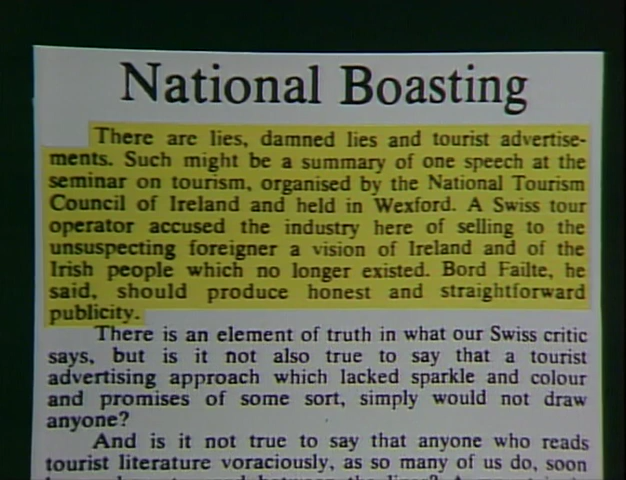 National Boasting
There are lies, damned lies and tourist advertise-
ments. Such might be a summary of one speech at the
seminar on tourism, organised by the National Tourism
Council of Ireland and held in Wexford. A Swiss tour
operator accused the industry here of selling to the
unsuspecting foreigner a vision of Ireland and of the
Irish people which no longer existed. Bord Failte, he
said, should produce honest and straightforward
publicity.
There is an element of truth in what our Swiss critic
says, but is it not also true to say that a tourist
advertising approach which lacked sparkle and colour
and promises of some sort, simply would not draw
anyone?
And is it not true to say that anyone who reads
tourist literature voraciously, as so many of us do, soon